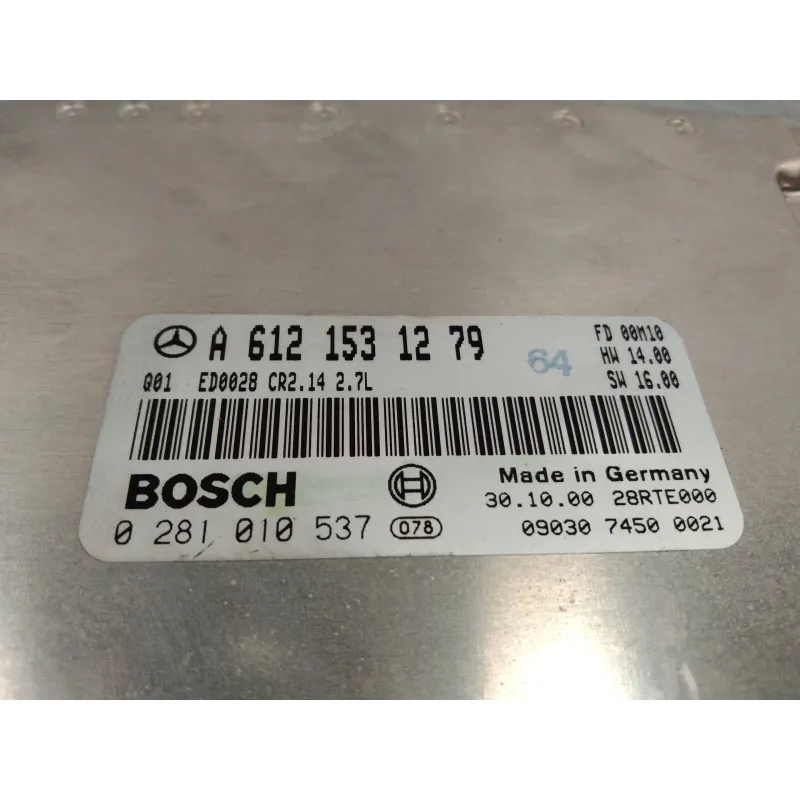 A 612 153 12 79 64 FD 00M10
HW 14.00
Q01 ED0028 CR2.14 2.7L SW 16.00
BOSCH Made in Germany
30.10.00 28RTE000
0 281 010 537 078 09030 7450 0021